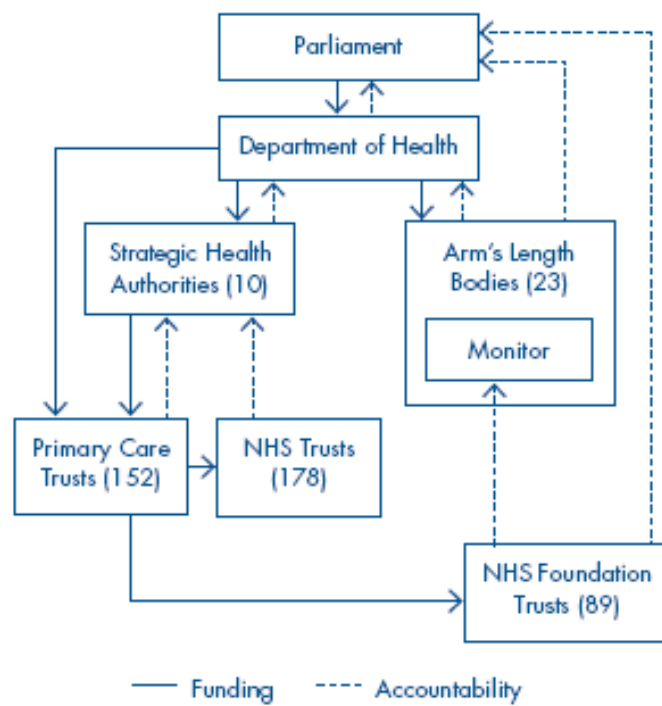 Parliament
Department of Health
Strategic Health
Authorities (10)
Arm's Length
Bodies (23)
Monitor
Primary Care
Trusts (152)
NHS Trusts
(178)
NHS Foundation
Trusts (89)
Funding
Accountability